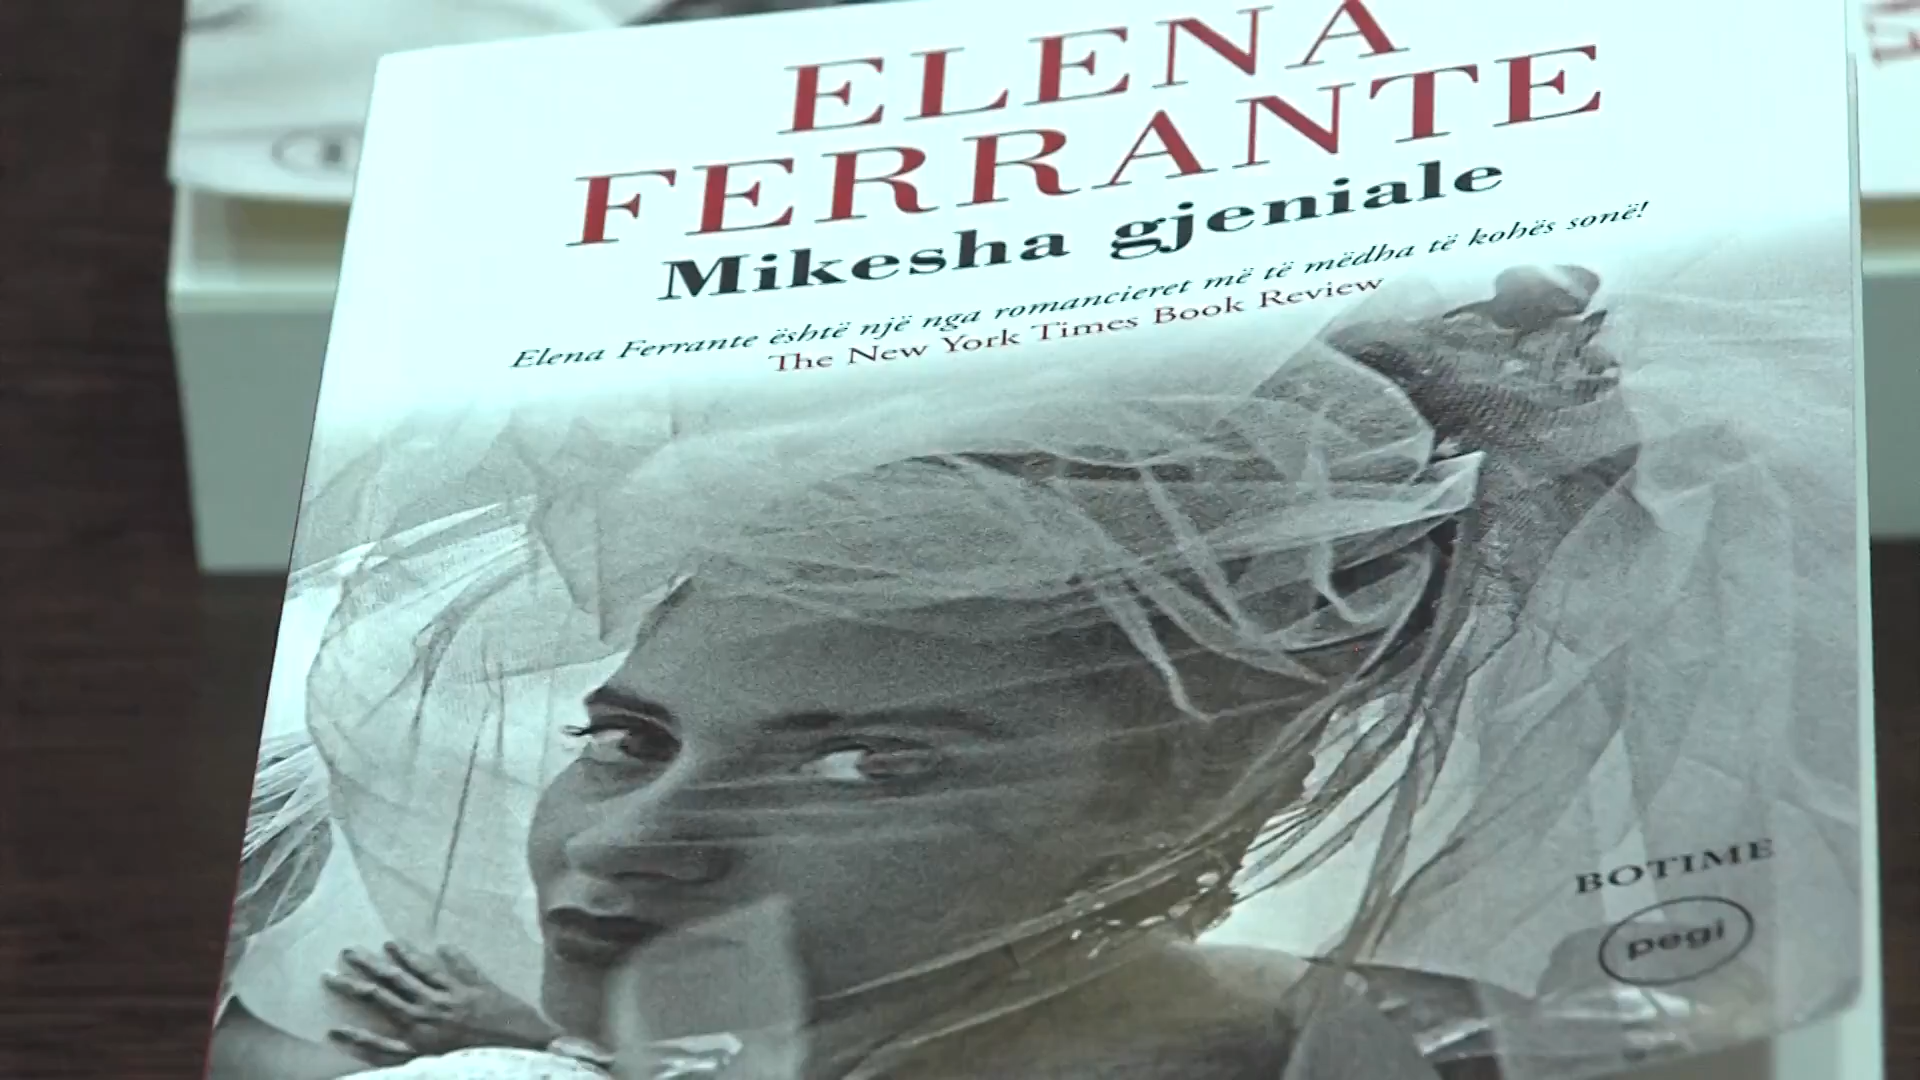 ELENA
FERRANTE
Mikesha gjeniale
Elena Ferrante është një nga romancieret më të mëdha të kohës sonë!
The New York Times Book Review
BOTIME
pegi